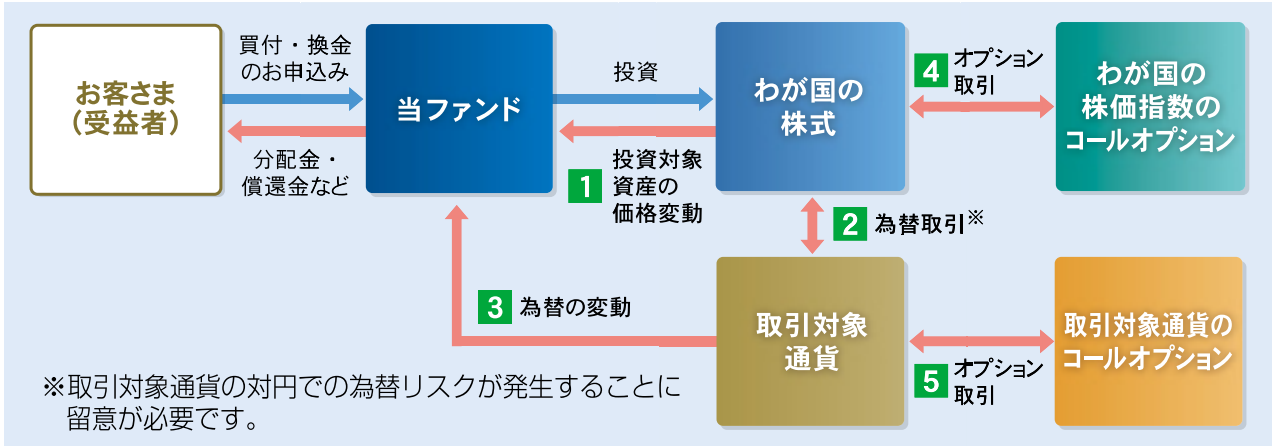 お客さま
（受益者）
買付・換金
のお申込み
分配金・
償還金など
当ファンド
投資
1 投資対象
資産の
価格変動
わが国の
株式
4 オプション
取引
わが国の
株価指数の
コールオプション
2 為替取引※
3 為替の変動
取引対象
通貨
5 オプション
取引
取引対象通貨の
コールオプション
※取引対象通貨の対円での為替リスクが発生することに
留意が必要です。